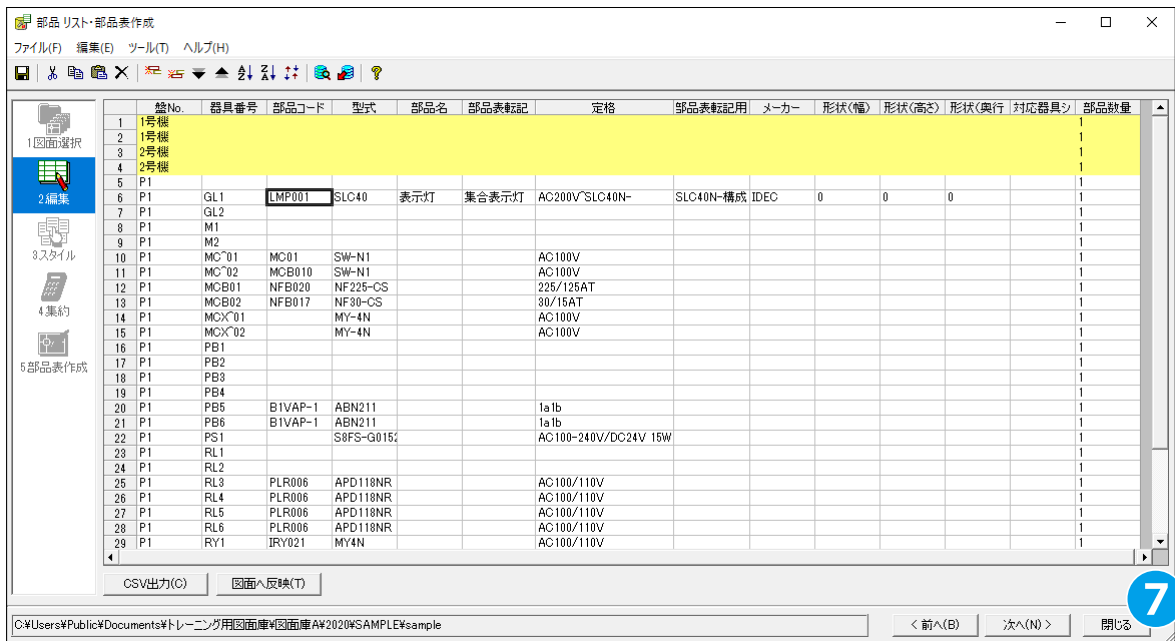 部品 リスト・部品表作成
ファイル(F) 編集(E) ツール(T) ヘルプ(H)
1図面選択
2.編集
3.スタイル
4集約
5部品表作成
盤No. 器具番号 部品コード 型式 部品名 部品表転記 定格 部品表転記用 メーカー 形状(幅) 形状(高さ) 形状(奥行 対応器具シ 部品数量
1 1号機 1
2 1号機 1
3 2号機 1
4 2号機 1
5 P1 1
6 P1 GL1 LMP001 SLC40 表示灯 集合表示灯 AC200V^SLC40N- SLC40N-構成 IDEC 0 0 0 1
7 P1 GL2 1
8 P1 M1 1
9 P1 M2 1
10 P1 MC^01 MC01 SW-N1 AC100V 1
11 P1 MC^02 MCB010 SW-N1 AC100V 1
12 P1 MCB01 NFB020 NF225-CS 225/125AT 1
13 P1 MCB02 NFB017 NF30-CS 30/15AT 1
14 P1 MCX^01 MY-4N AC100V 1
15 P1 MCX^02 MY-4N AC100V 1
16 P1 PB1 1
17 P1 PB2 1
18 P1 PB3 1
19 P1 PB4 1
20 P1 PB5 B1VAP-1 ABN211 1a1b 1
21 P1 PB6 B1VAP-1 ABN211 1a1b 1
22 P1 PS1 S8FS-G0152 AC100-240V/DC24V 15W 1
23 P1 RL1 1
24 P1 RL2 1
25 P1 RL3 PLR006 APD118NR AC100/110V 1
26 P1 RL4 PLR006 APD118NR AC100/110V 1
27 P1 RL5 PLR006 APD118NR AC100/110V 1
28 P1 RL6 PLR006 APD118NR AC100/110V 1
29 P1 RY1 IRY021 MY4N AC100/110V 1
CSV出力(C) 図面へ反映(T)
7
C:¥Users¥Public¥Documents¥トレーニング用図面庫¥図面庫A¥2020¥SAMPLE¥sample
< 前へ(B) 次へ(N) > 閉じる